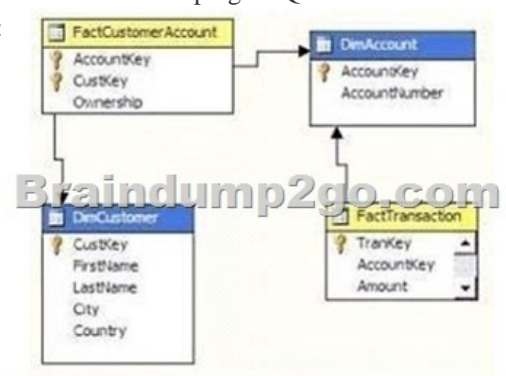 FactCustomerAccount
AccountKey
CustKey
Ownership
DimAccount
AccountKey
AccountNumber
Braindump2go.com
DimCustomer
CustKey
FirstName
LastName
City
Country
FactTransaction
TranKey
AccountKey
Amount